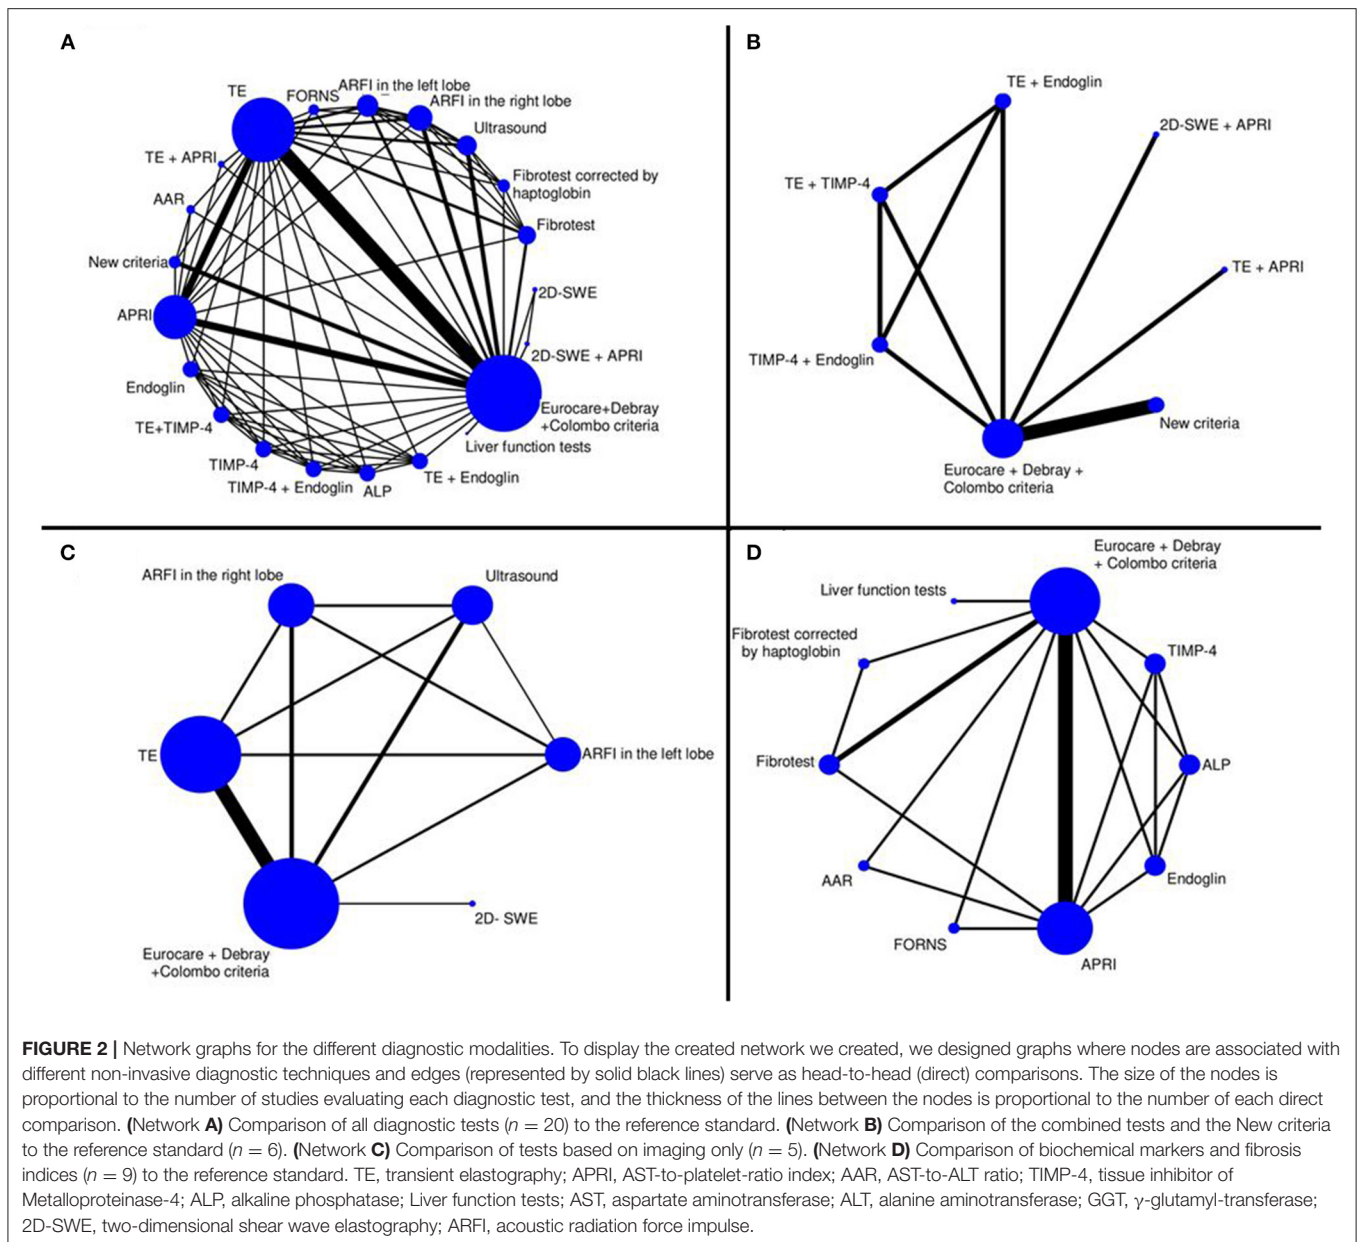 A
TE
FORNS
ARFI in the left lobe
ARFI in the right lobe
Ultrasound
Fibrotest corrected by
haptoglobin
Fibrotest
2D-SWE
2D-SWE + APRI
Eurocare+Debray
+Colombo criteria
Liver function tests
TE + Endoglin
ALP
TIMP-4 + Endoglin
TIMP-4
TE+TIMP-4
Endoglin
APRI
New criteria
AAR
TE + APRI
B
TE + Endoglin
2D-SWE + APRI
TE + TIMP-4
TE + APRI
TIMP-4 + Endoglin
New criteria
Eurocare + Debray +
Colombo criteria
C
ARFI in the right lobe
Ultrasound
TE
ARFI in the left lobe
2D- SWE
Eurocare + Debray
+Colombo criteria
D
Eurocare + Debray
+ Colombo criteria
Liver function tests
Fibrotest corrected
by haptoglobin
TIMP-4
Fibrotest
ALP
AAR
Endoglin
FORNS
APRI
FIGURE 2 | Network graphs for the different diagnostic modalities. To display the created network we created, we designed graphs where nodes are associated with
different non-invasive diagnostic techniques and edges (represented by solid black lines) serve as head-to-head (direct) comparisons. The size of the nodes is
proportional to the number of studies evaluating each diagnostic test, and the thickness of the lines between the nodes is proportional to the number of each direct
comparison. (Network A) Comparison of all diagnostic tests (n = 20) to the reference standard. (Network B) Comparison of the combined tests and the New criteria
to the reference standard (n = 6). (Network C) Comparison of tests based on imaging only (n = 5). (Network D) Comparison of biochemical markers and fibrosis
indices (n = 9) to the reference standard. TE, transient elastography; APRI, AST-to-platelet-ratio index; AAR, AST-to-ALT ratio; TIMP-4, tissue inhibitor of
Metalloproteinase-4; ALP, alkaline phosphatase; Liver function tests; AST, aspartate aminotransferase; ALT, alanine aminotransferase; GGT, γ-glutamyl-transferase;
2D-SWE, two-dimensional shear wave elastography; ARFI, acoustic radiation force impulse.